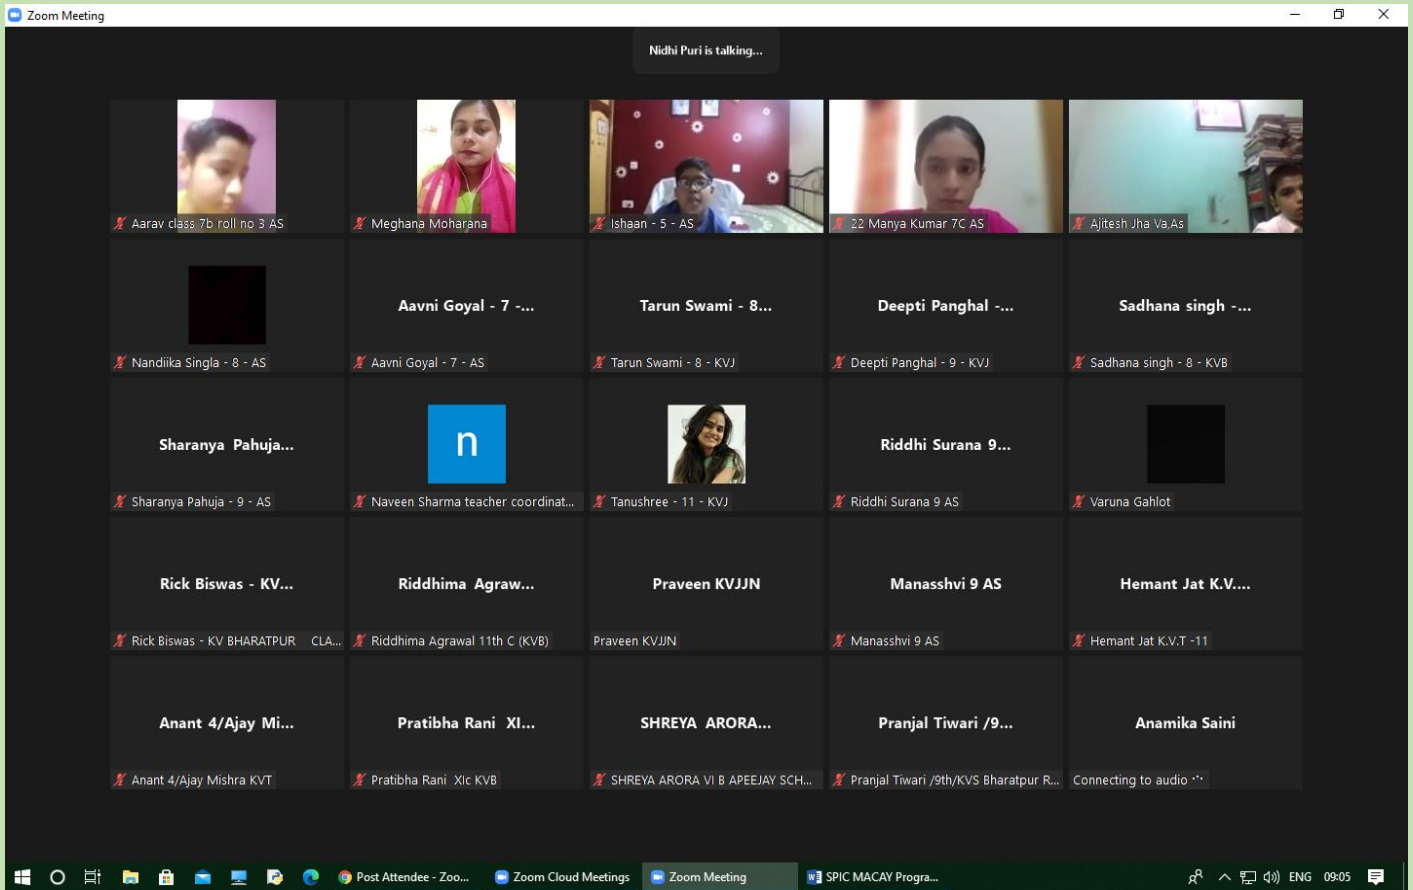 Zoom Meeting
Nidhi Puri is talking...
Aarav class 7b roll no 3 AS
Meghana Moharana
Ishaan - 5 - AS
22 Manya Kumar 7C AS
Ajitesh Jha Va,As
Aavni Goyal - 7 -...
Tarun Swami - 8...
Deepti Panghal -...
Sadhana singh -...
Nandiika Singla - 8 - AS
Aavni Goyal - 7 - AS
Tarun Swami - 8 - KVJ
Deepti Panghal - 9 - KVJ
Sadhana singh - 8 - KVB
Sharanya Pahuja...
n
Riddhi Surana 9...
Sharanya Pahuja - 9 - AS
Naveen Sharma teacher coordinat...
Tanushree - 11 - KVJ
Riddhi Surana 9 AS
Varuna Gahlot
Rick Biswas - KV...
Riddhima Agraw...
Praveen KVJJN
Manasshvi 9 AS
Hemant Jat K.V....
Rick Biswas - KV BHARATPUR CLA...
Riddhima Agrawal 11th C (KVB)
Praveen KVJJN
Manasshvi 9 AS
Hemant Jat K.V.T -11
Anant 4/Ajay Mi...
Pratibha Rani XI...
SHREYA ARORA...
Pranjal Tiwari /9...
Anamika Saini
Anant 4/Ajay Mishra KVT
Pratibha Rani XIc KVB
SHREYA ARORA VI B APEEJAY SCH...
Pranjal Tiwari /9th/KVS Bharatpur R...
Connecting to audio
Post Attendee - Zoo...
Zoom Cloud Meetings
Zoom Meeting
SPIC MACAY Progra...
ENG
09:05